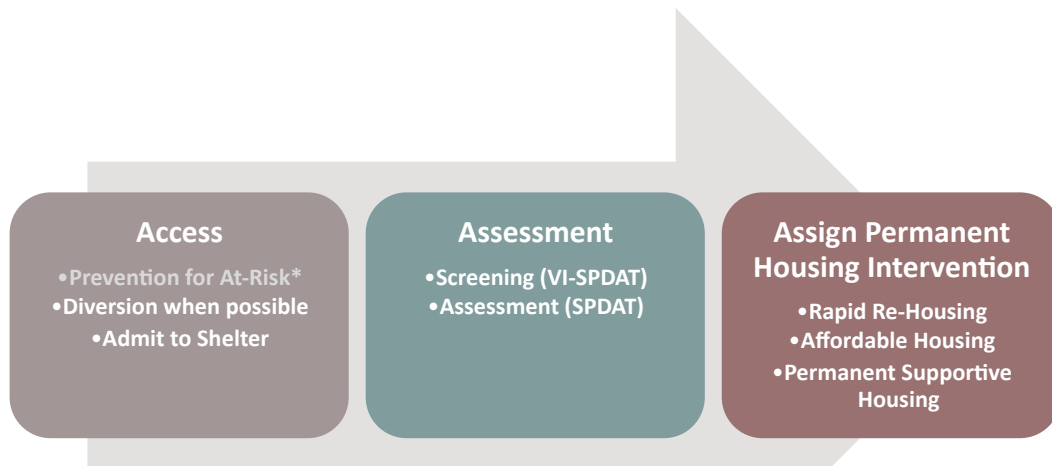 Access
•Prevention for At-Risk*
•Diversion when possible
•Admit to Shelter
Assessment
•Screening (VI-SPDAT)
•Assessment (SPDAT)
Assign Permanent
Housing Intervention
•Rapid Re-Housing
•Affordable Housing
•Permanent Supportive
Housing